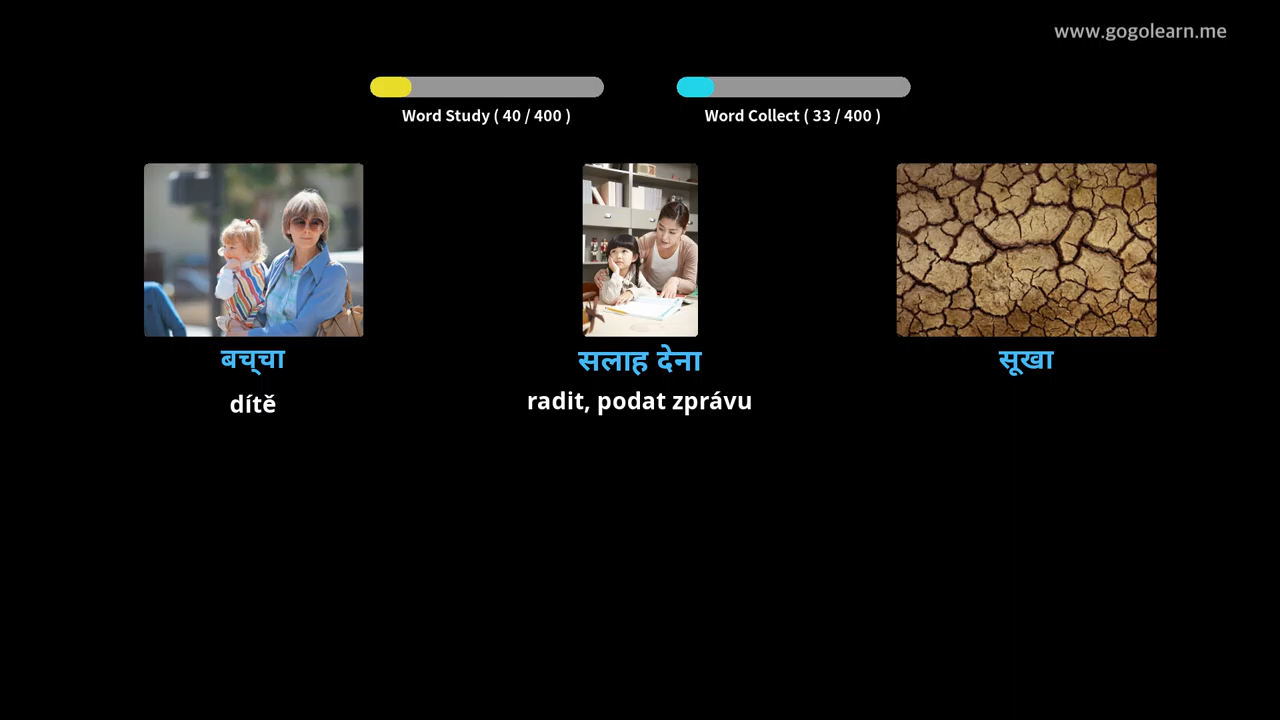 www.gogolearn.me
Word Study ( 40 / 400 )
Word Collect ( 33 / 400 )
बच्चा
सलाह देना
सूखा
dítě
radit, podat zprávu